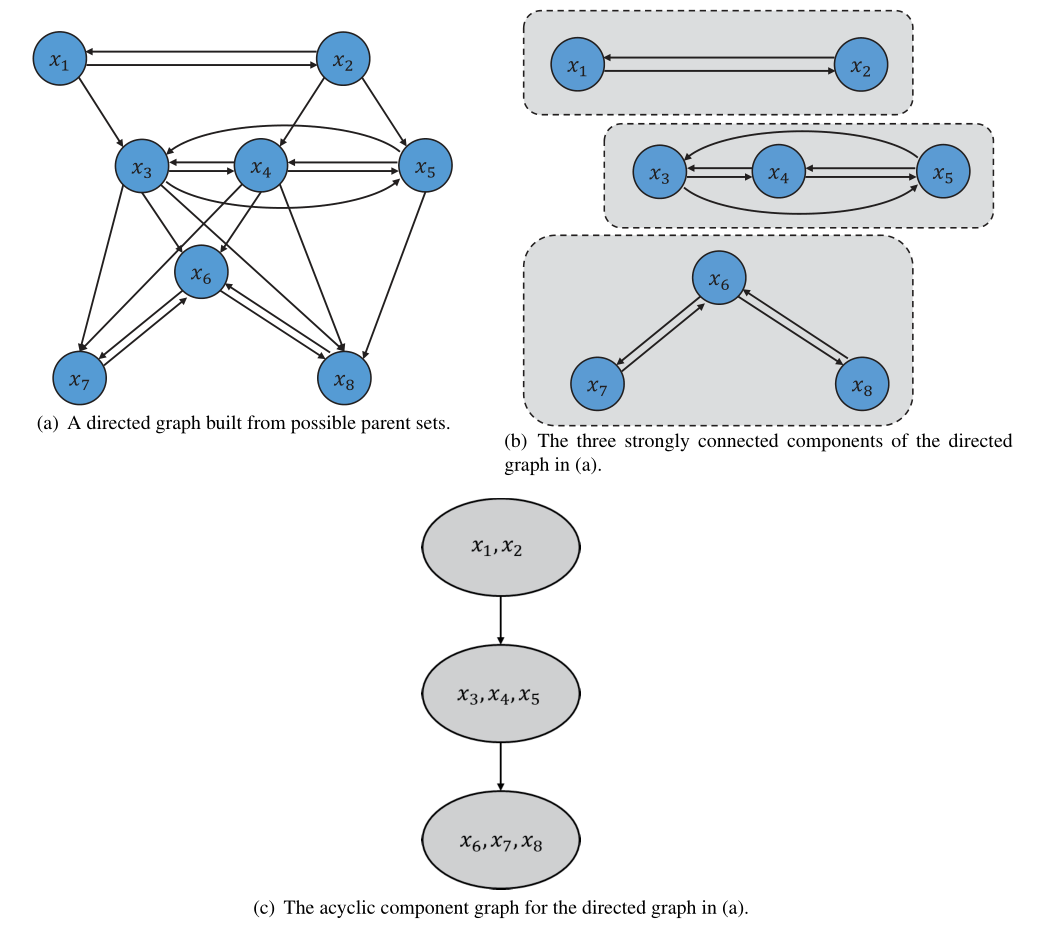 x₁ x₂
x₃ x₄ x₅
x₆
x₇ x₈
(a) A directed graph built from possible parent sets.
x₁ x₂
x₃ x₄ x₅
x₆
x₇ x₈
(b) The three strongly connected components of the directed
graph in (a).
x₁, x₂
x₃, x₄, x₅
x₆, x₇, x₈
(c) The acyclic component graph for the directed graph in (a).